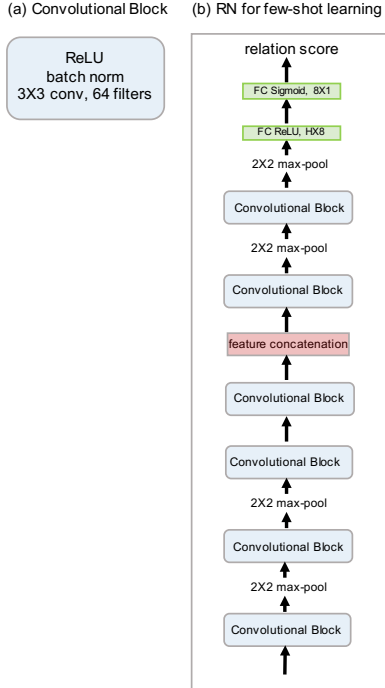 (a) Convolutional Block
ReLU
batch norm
3X3 conv, 64 filters
(b) RN for few-shot learning
relation score
FC Sigmoid, 8X1
FC ReLU, HX8
2X2 max-pool
Convolutional Block
2X2 max-pool
Convolutional Block
feature concatenation
Convolutional Block
Convolutional Block
2X2 max-pool
Convolutional Block
2X2 max-pool
Convolutional Block